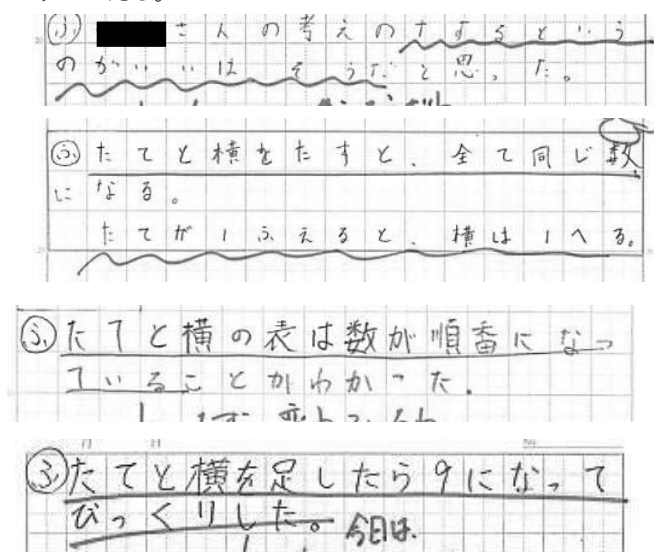 ふ さんの考えのたすという
のがいいはそうだと思った。
ふ たてと横をたすと、全て同じ数
になる。
たてが1ふえると、横は1へる。
ふ たてと横の表は数が順番になっ
ていることがわかった。
ふ たてと横を足したら9になって
びっくりした。今日は、